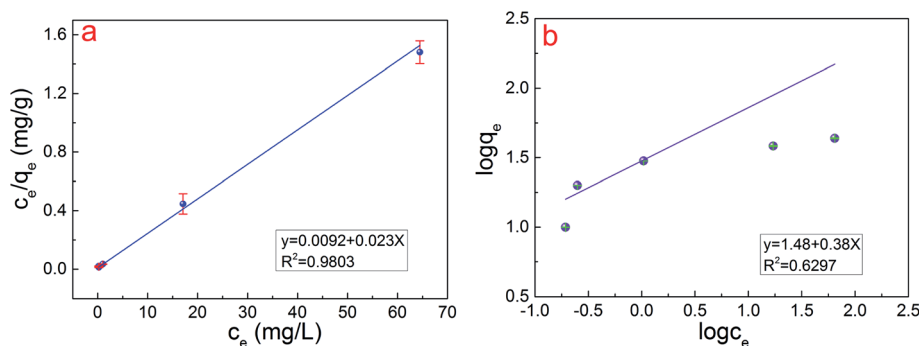 a
c_e/q_e (mg/g)
1.6
1.2
0.8
0.4
0.0
y=0.0092+0.023X
R²=0.9803
0 10 20 30 40 50 60 70
c_e (mg/L)
b
logq_e
2.5
2.0
1.5
1.0
0.5
y=1.48+0.38X
R²=0.6297
-1.0 -0.5 0.0 0.5 1.0 1.5 2.0 2.5
logc_e